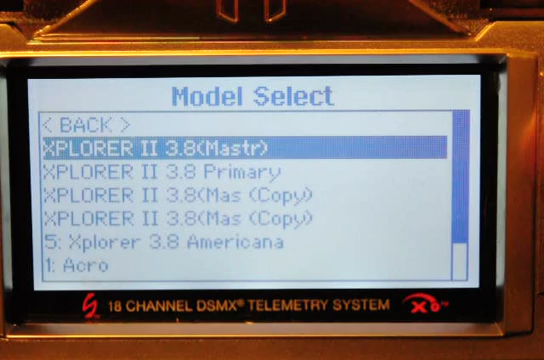 Model Select
< BACK >
XPLORER II 3.8(Mastr)
XPLORER II 3.8 Primary
XPLORER II 3.8(Mas (Copy)
XPLORER II 3.8(Mas (Copy)
5: Xplorer 3.8 Americana
1: Acro
18 CHANNEL DSMX® TELEMETRY SYSTEM